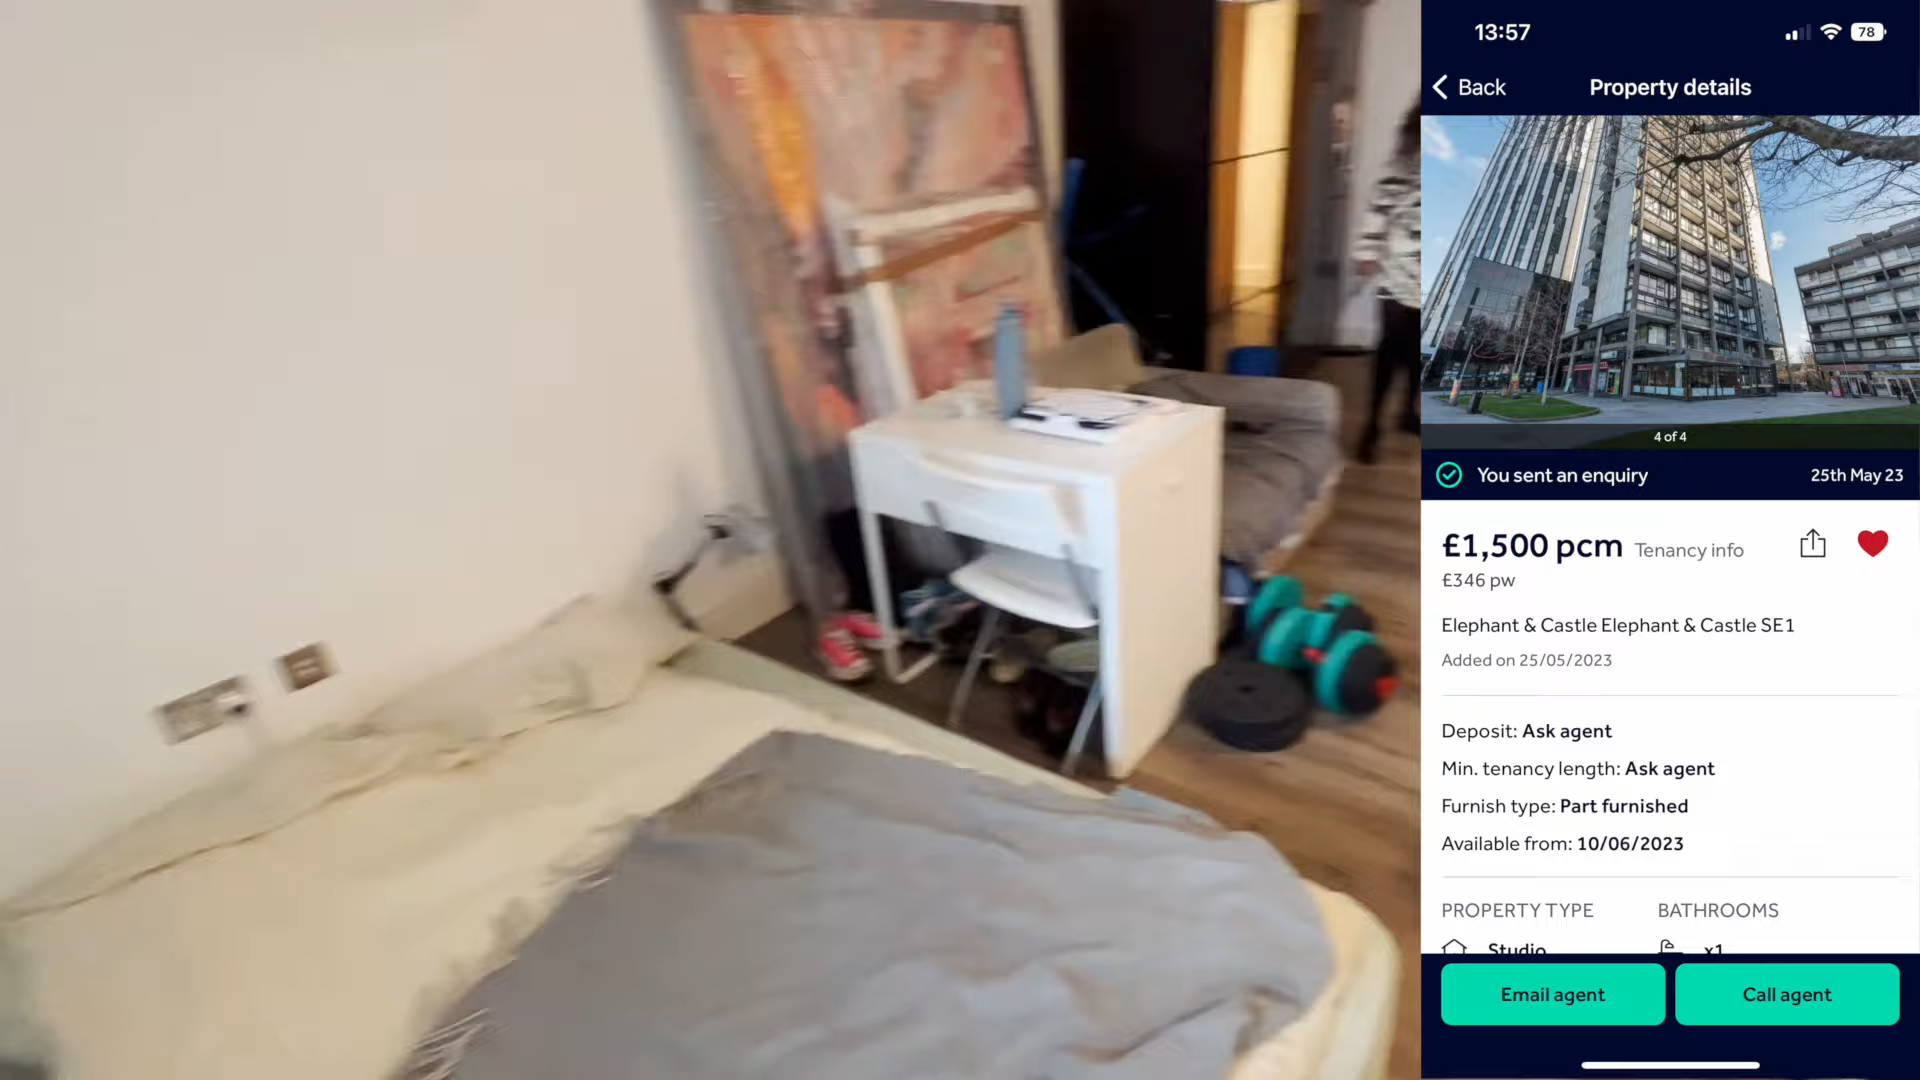 13:57
78
Back
Property details
4 of 4
You sent an enquiry
25th May 23
£1,500 pcm Tenancy info
£346 pw
Elephant & Castle Elephant & Castle SE1
Added on 25/05/2023
Deposit: Ask agent
Min. tenancy length: Ask agent
Furnish type: Part furnished
Available from: 10/06/2023
PROPERTY TYPE
BATHROOMS
Studio
x1
Email agent
Call agent